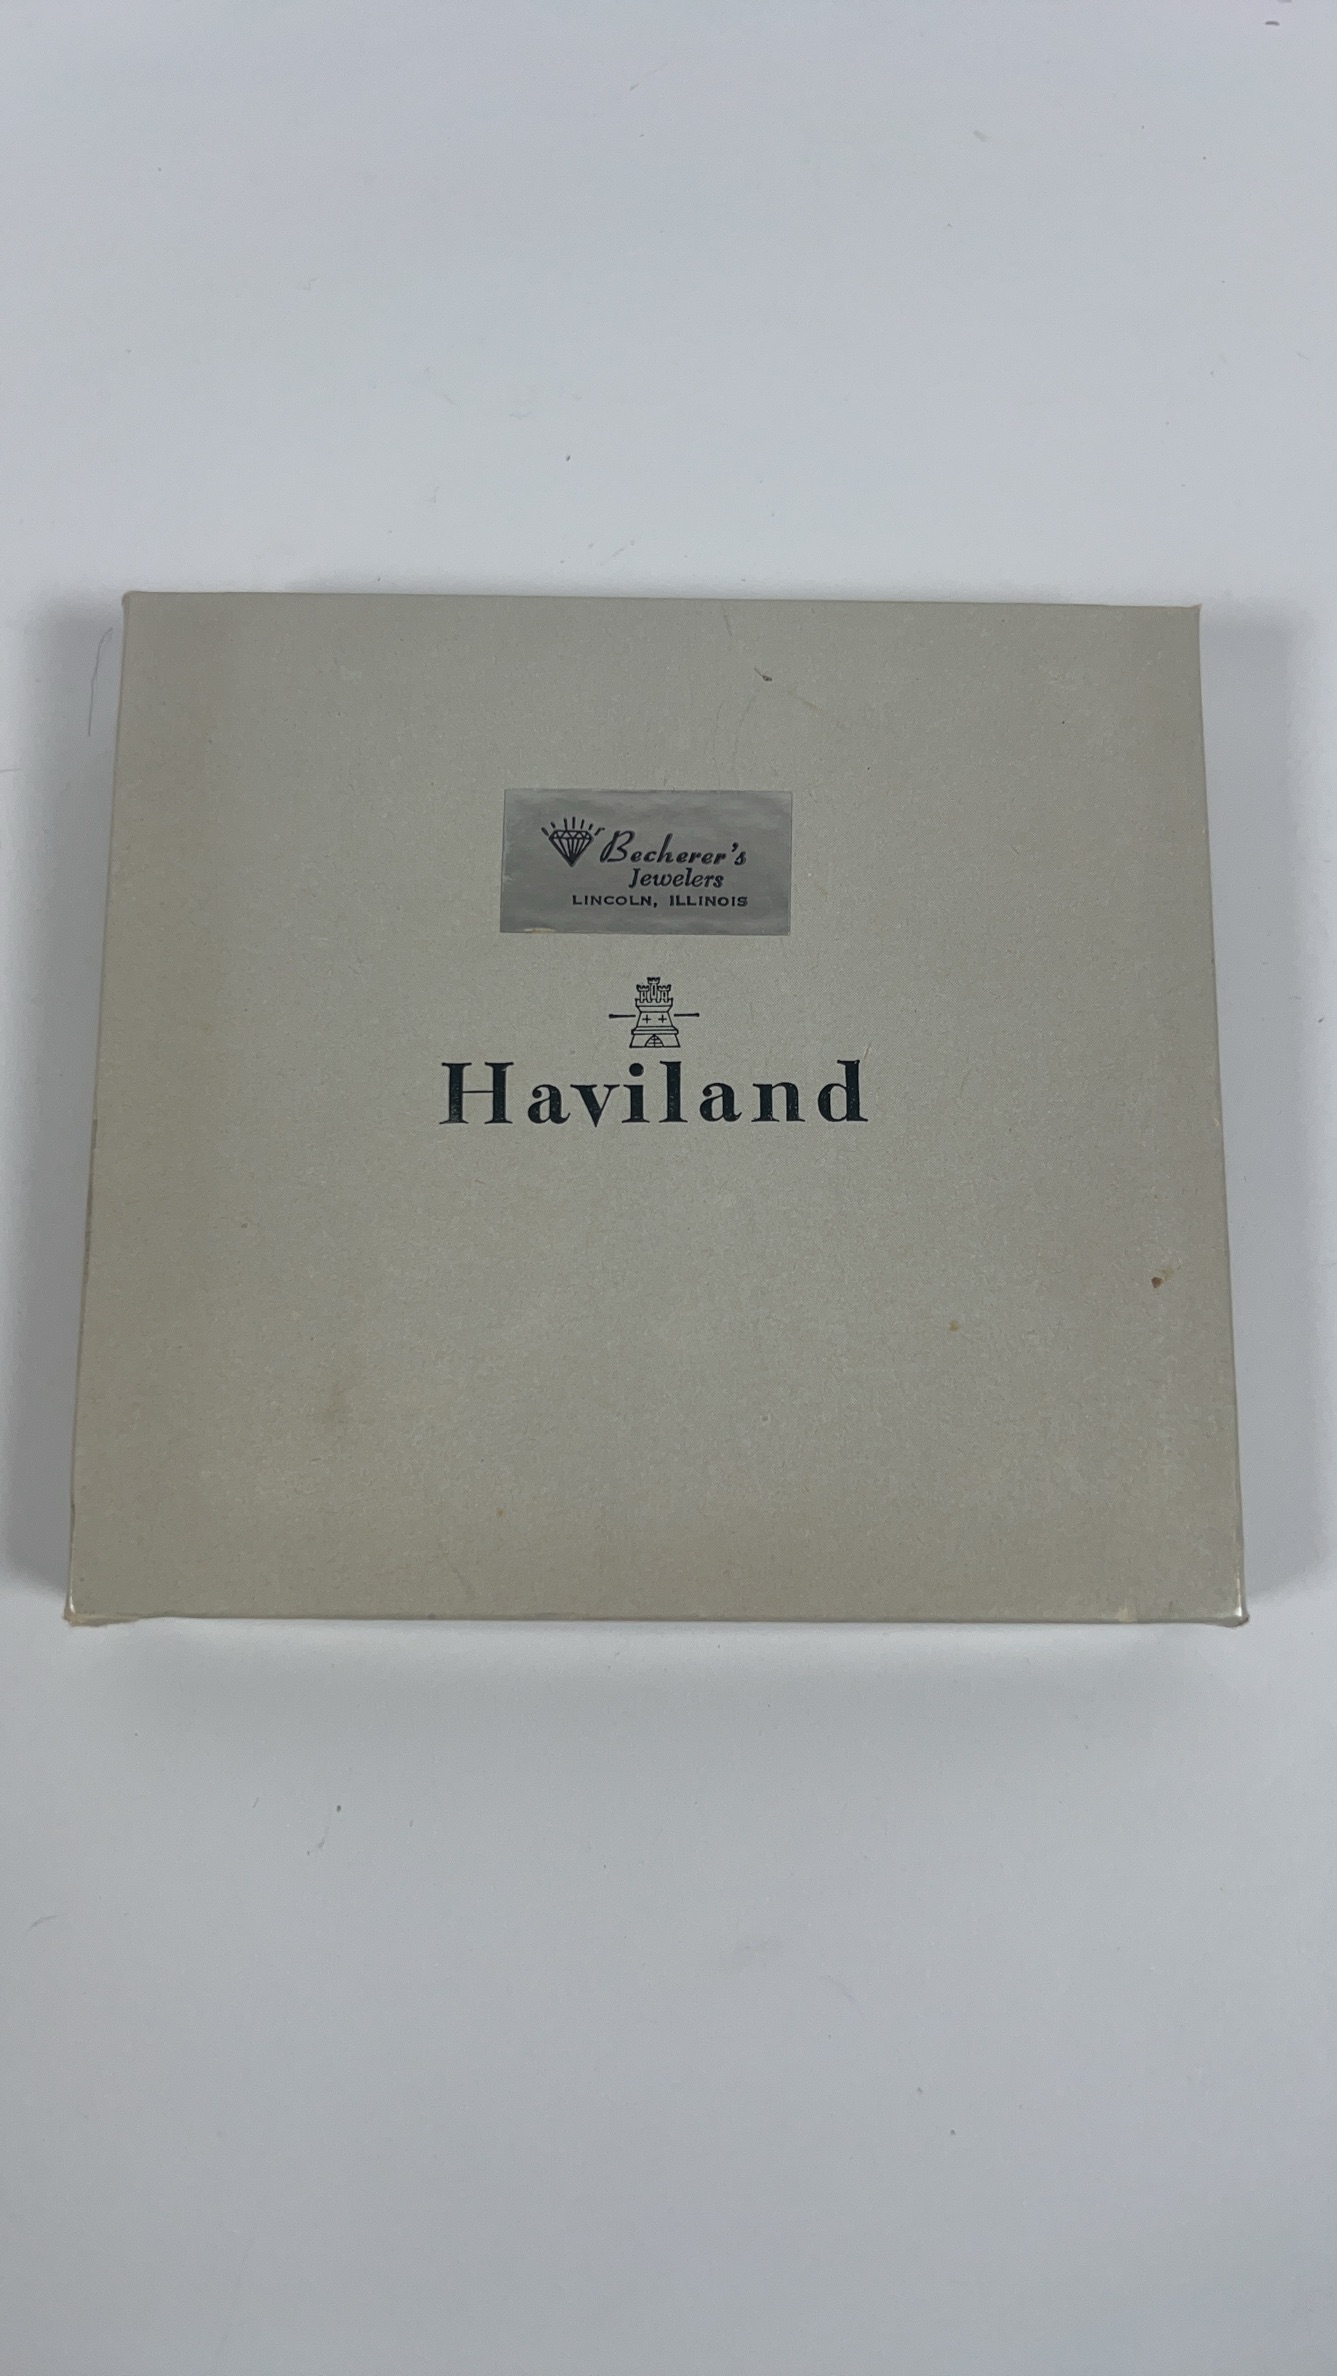 Becherer's
Jewelers
LINCOLN, ILLINOIS
Haviland